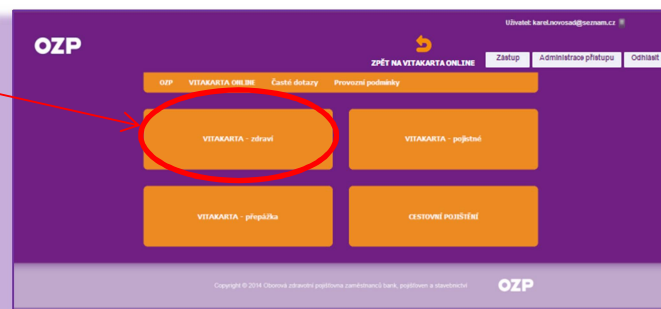 Uživatel: karel.novosad@seznam.cz
OZP
ZPĚT NA VITAKARTA ONLINE
Zástup
Administrace přístupu
Odhlásit
OZP
VITAKARTA ONLINE
Časté dotazy
Provozní podmínky
VITAKARTA - zdraví
VITAKARTA - pojistné
VITAKARTA - přepážka
CESTOVNÍ POJIŠTĚNÍ
Copyright © 2014 Oborová zdravotní pojišťovna zaměstnanců bank, pojišťoven a stavebnictví
OZP